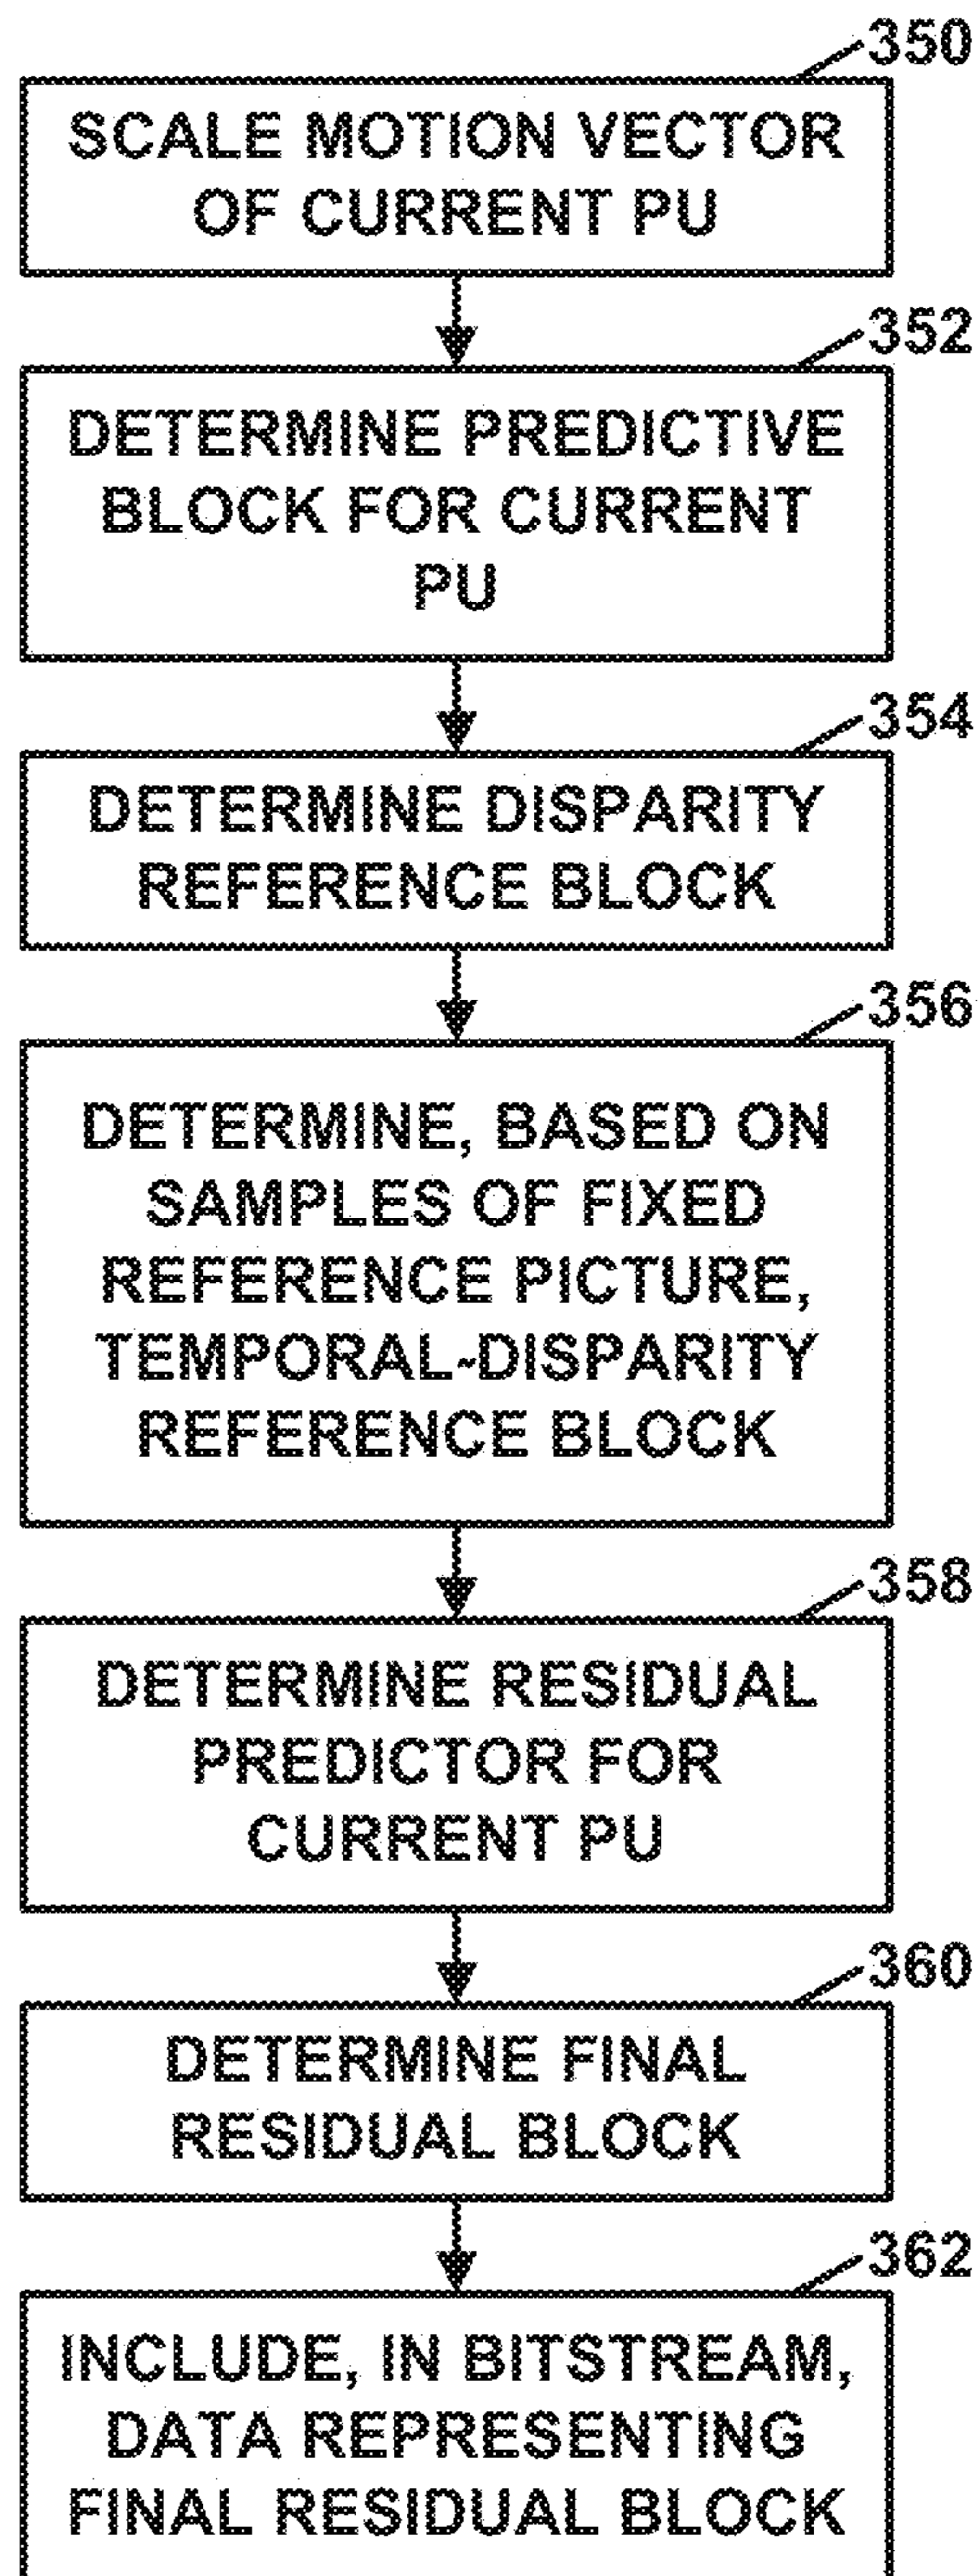 350
SCALE MOTION VECTOR
OF CURRENT PU
352
DETERMINE PREDICTIVE
BLOCK FOR CURRENT
PU
354
DETERMINE DISPARITY
REFERENCE BLOCK
356
DETERMINE, BASED ON
SAMPLES OF FIXED
REFERENCE PICTURE,
TEMPORAL-DISPARITY
REFERENCE BLOCK
358
DETERMINE RESIDUAL
PREDICTOR FOR
CURRENT PU
360
DETERMINE FINAL
RESIDUAL BLOCK
362
INCLUDE, IN BITSTREAM,
DATA REPRESENTING
FINAL RESIDUAL BLOCK